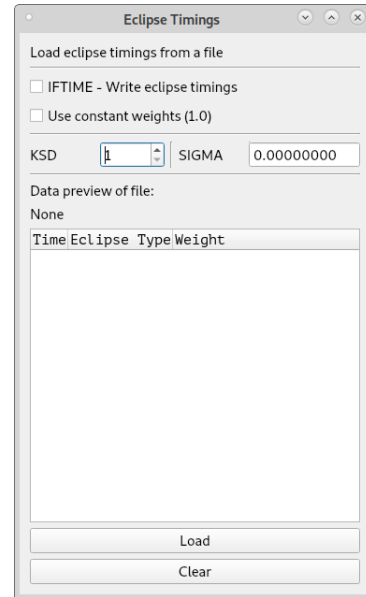 Eclipse Timings
Load eclipse timings from a file
IFTIME - Write eclipse timings
Use constant weights (1.0)
KSD 1 SIGMA 0.00000000
Data preview of file:
None
Time Eclipse Type Weight
Load
Clear